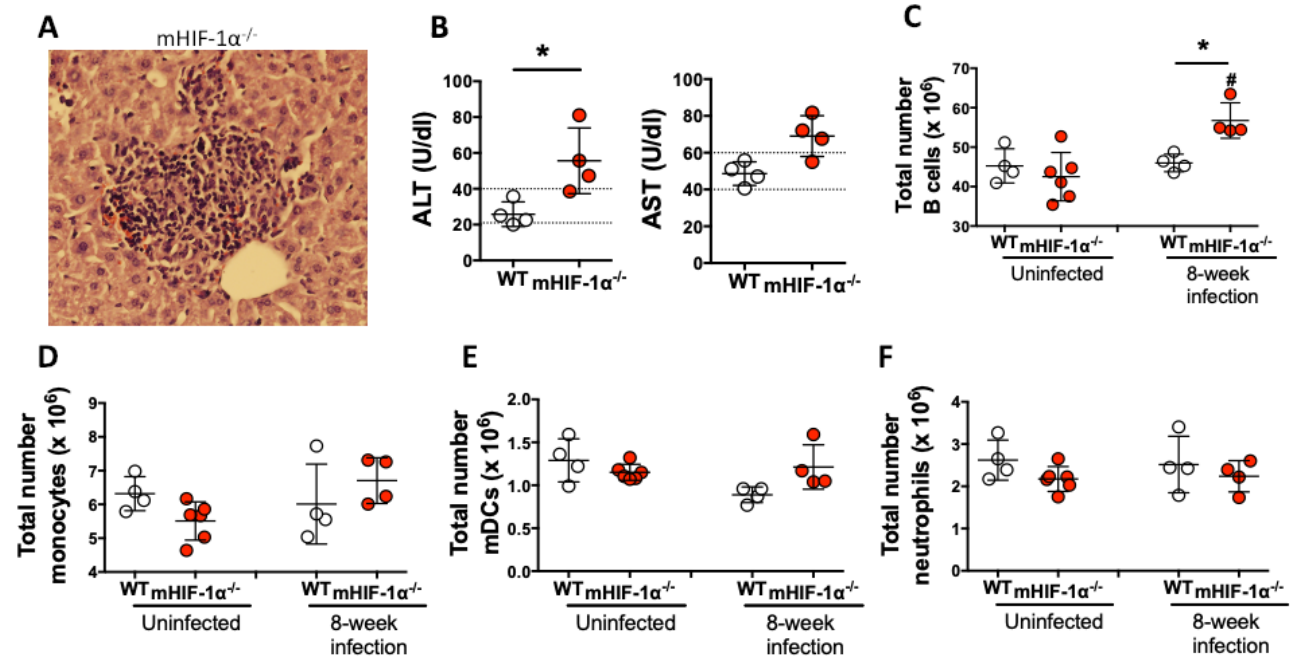 A
mHIF-1α-/-
B
ALT (U/dl)
100
80
60
40
20
0
*
WT mHIF-1α-/-
AST (U/dl)
100
80
60
40
20
0
WT mHIF-1α-/-
C
Total number
B cells (x 10⁶)
70
60
50
40
30
*
#
WT mHIF-1α-/-
Uninfected
WT mHIF-1α-/-
8-week
infection
D
Total number
monocytes (x 10⁶)
9
8
7
6
5
4
WT mHIF-1α-/-
Uninfected
WT mHIF-1α-/-
8-week
infection
E
Total number
mDCs (x 10⁶)
2.0
1.5
1.0
0.5
0.0
WT mHIF-1α-/-
Uninfected
WT mHIF-1α-/-
8-week
infection
F
Total number
neutrophils (x 10⁶)
4
3
2
1
0
WT mHIF-1α-/-
Uninfected
WT mHIF-1α-/-
8-week
infection